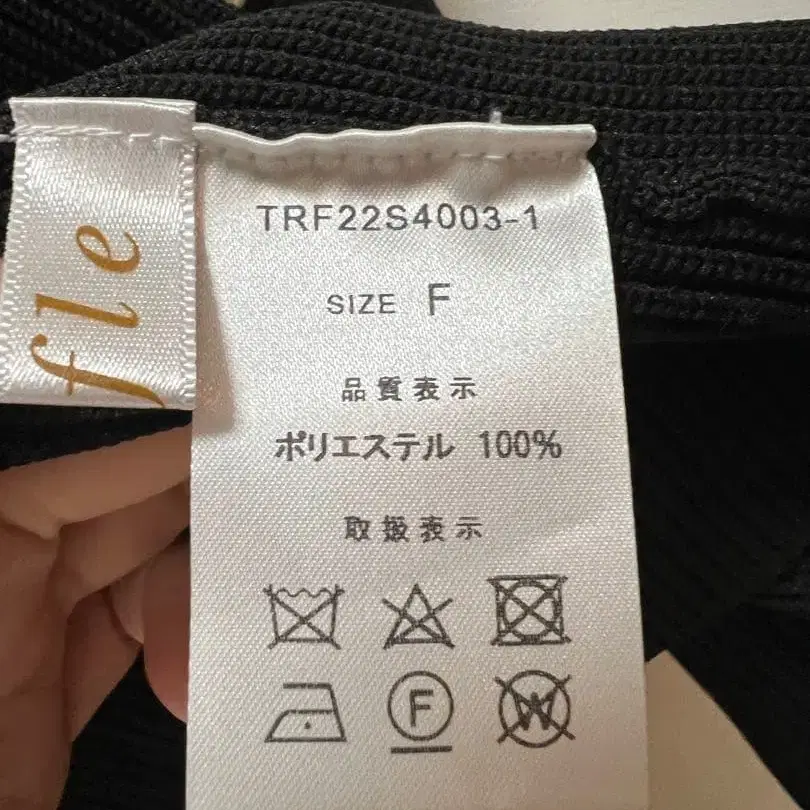 fle
TRF22S4003-1
SIZE F
品質表示
ポリエステル 100%
取扱表示
F
W